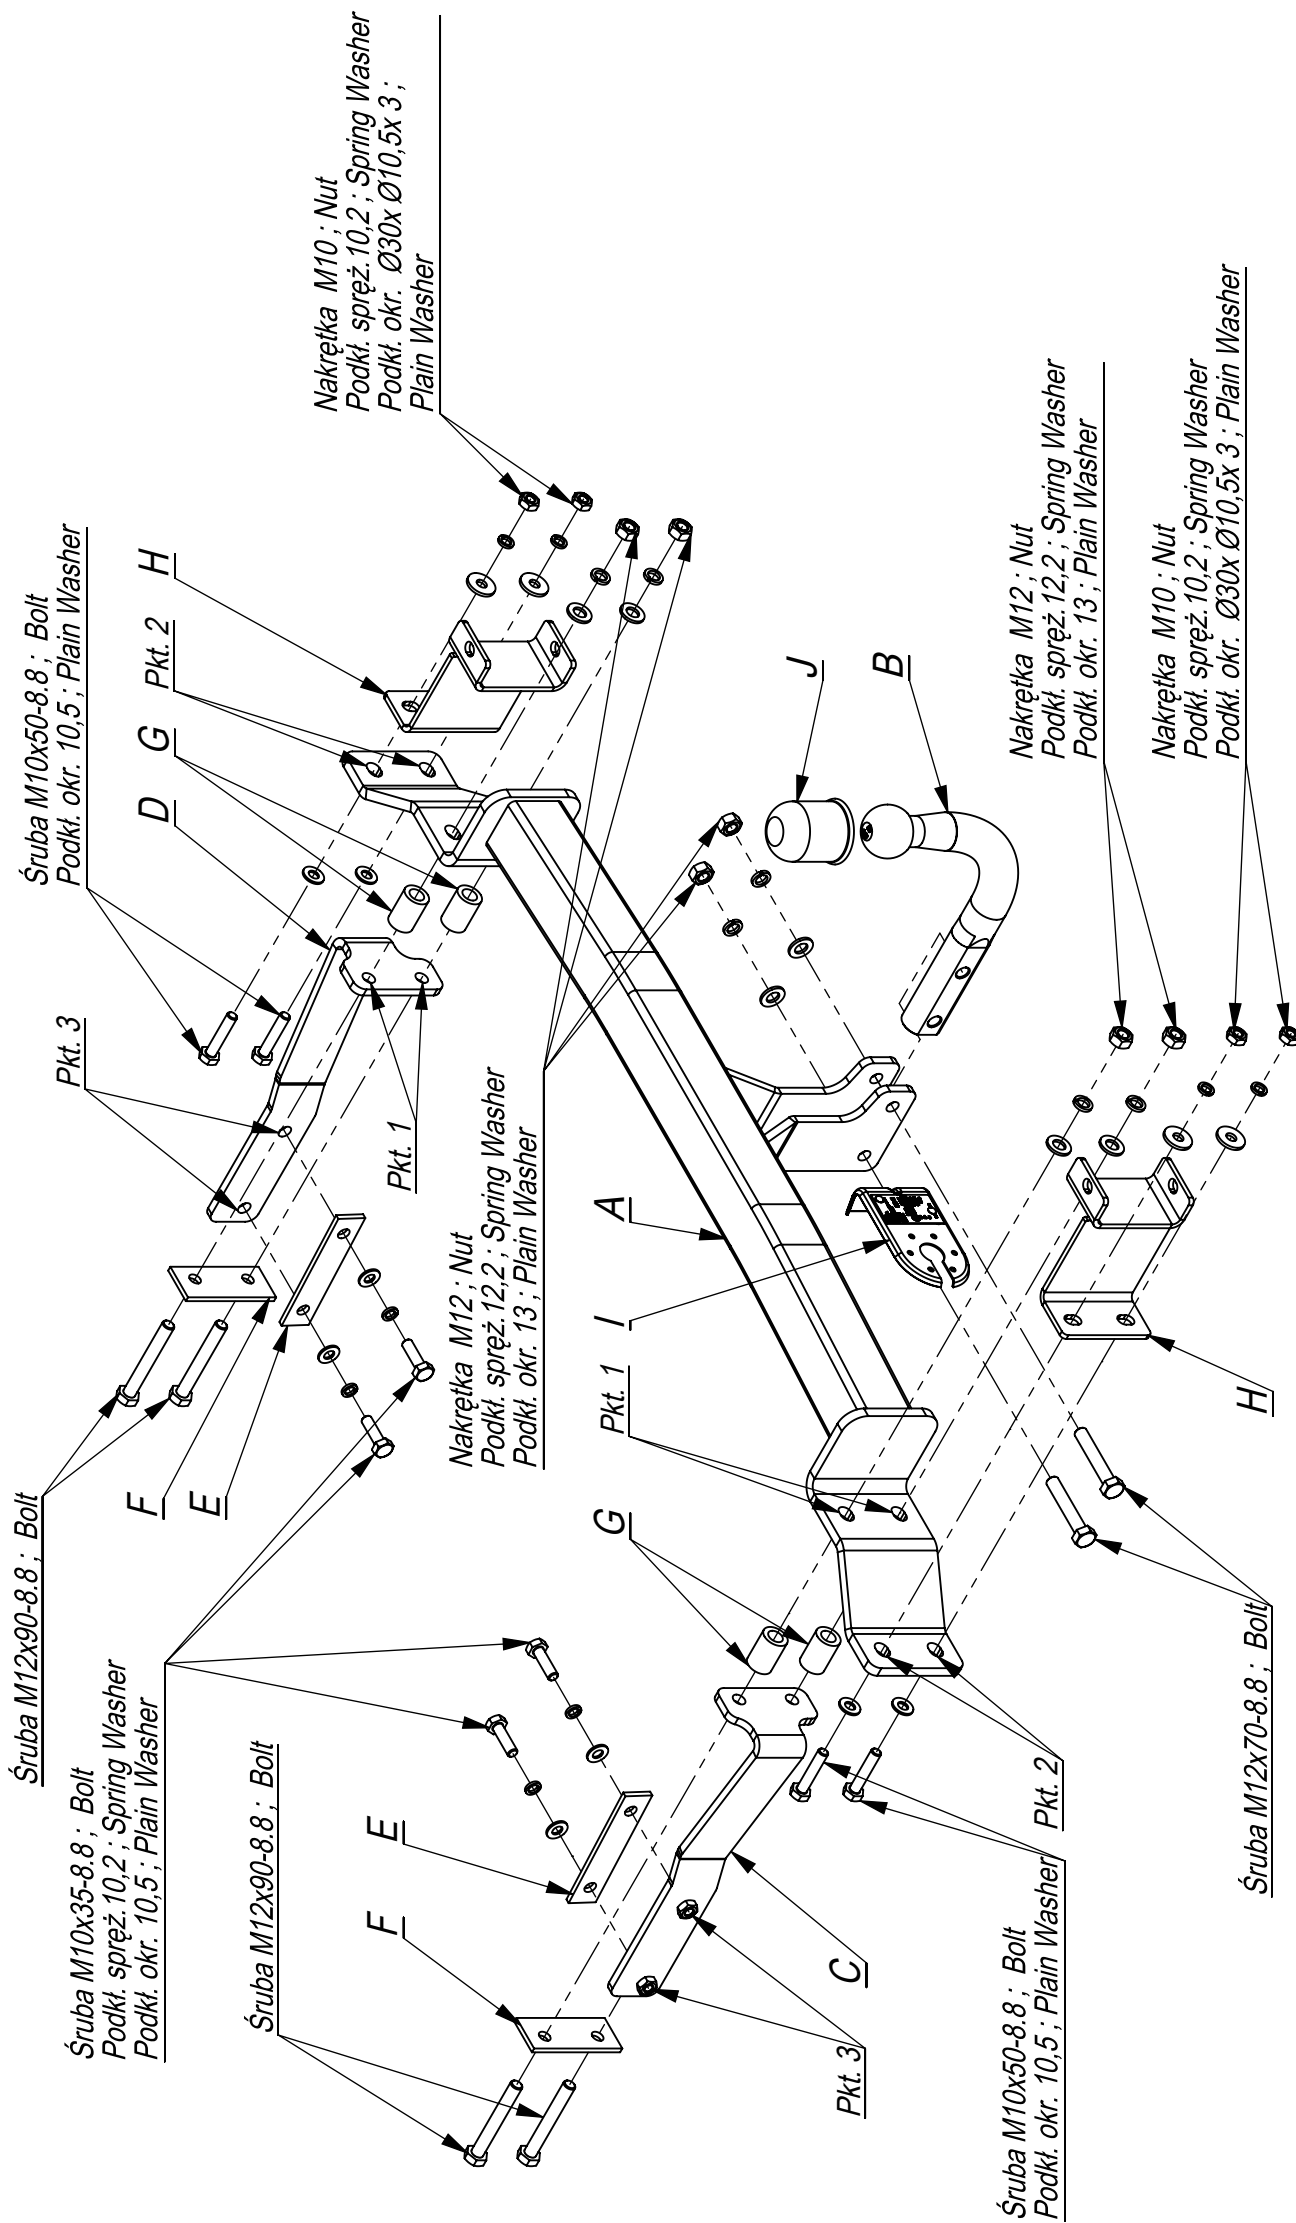 Śruba M12x90-8.8 ; Bolt
Śruba M10x35-8.8 ; Bolt
Podkł. spręż.10,2 ; Spring Washer
Podkł. okr. 10,5 ; Plain Washer
Śruba M12x90-8.8 ; Bolt
F
E
F
E
Śruba M10x50-8.8 ; Bolt
Podkł. okr. 10,5 ; Plain Washer
Pkt. 3
D
G
Pkt. 2
H
Nakrętka M10 ; Nut
Podkł. spręż.10,2 ; Spring Washer
Podkł. okr. Ø30x Ø10,5x 3 ;
Plain Washer
Pkt. 1
Nakrętka M12 ; Nut
Podkł. spręż.12,2 ; Spring Washer
Podkł. okr. 13 ; Plain Washer
G
Pkt. 1
I
A
J
B
C
Pkt. 3
Śruba M10x50-8.8 ; Bolt
Podkł. okr. 10,5 ; Plain Washer
Pkt. 2
Śruba M12x70-8.8 ; Bolt
H
Nakrętka M12 ; Nut
Podkł. spręż.12,2 ; Spring Washer
Podkł. okr. 13 ; Plain Washer
Nakrętka M10 ; Nut
Podkł. spręż.10,2 ; Spring Washer
Podkł. okr. Ø30x Ø10,5x 3 ; Plain Washer